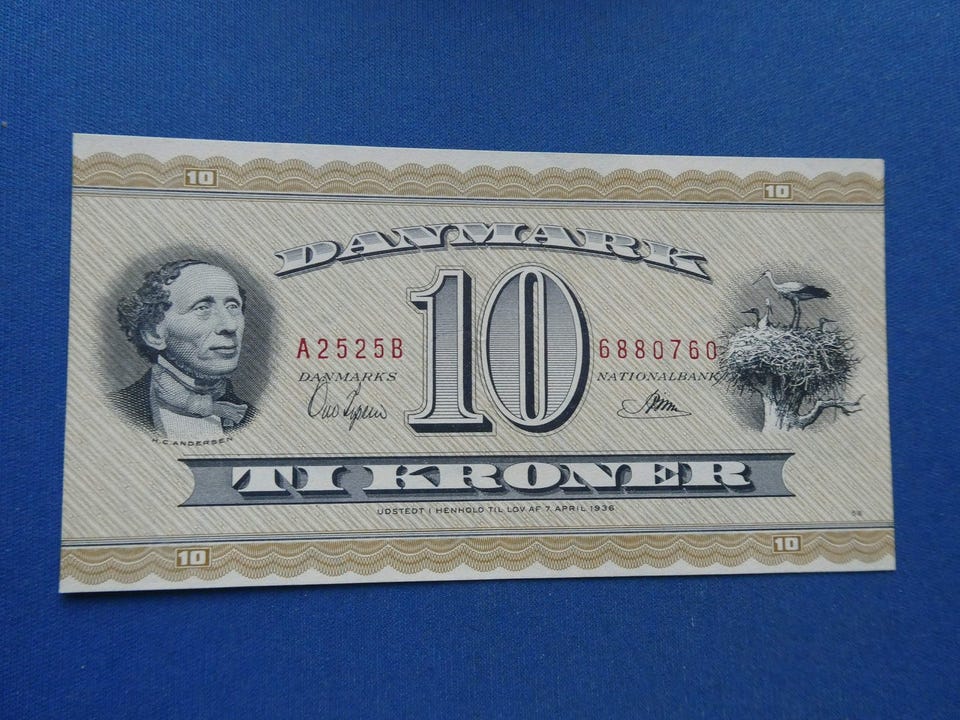 10 10
DANMARK
10
A2525B 6880760
DANMARKS NATIONALBANK
H.C. ANDERSEN
TI KRONER
UDSTEDT I HENHOLD TIL LOV AF 7. APRIL 1936
10 10